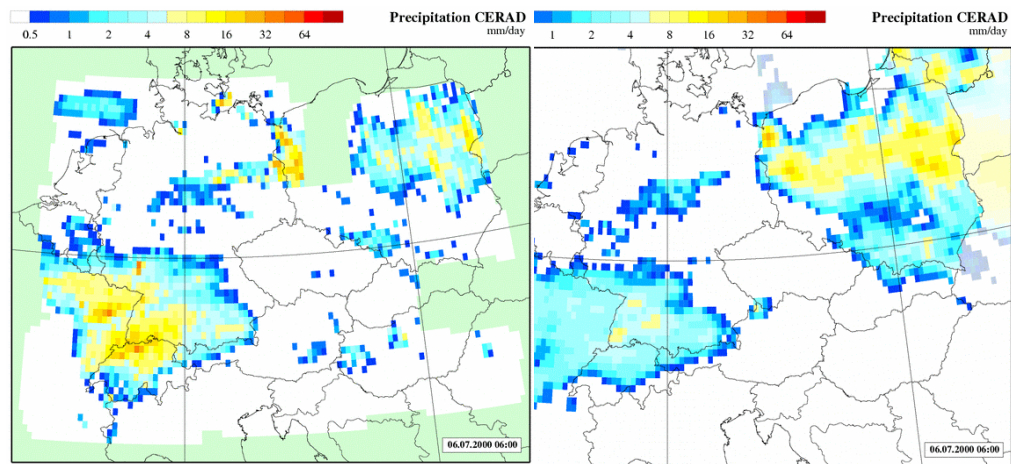 Precipitation CERAD
mm/day
0.5 1 2 4 8 16 32 64
06.07.2000 06:00
Precipitation CERAD
mm/day
1 2 4 8 16 32 64
06.07.2000 06:00